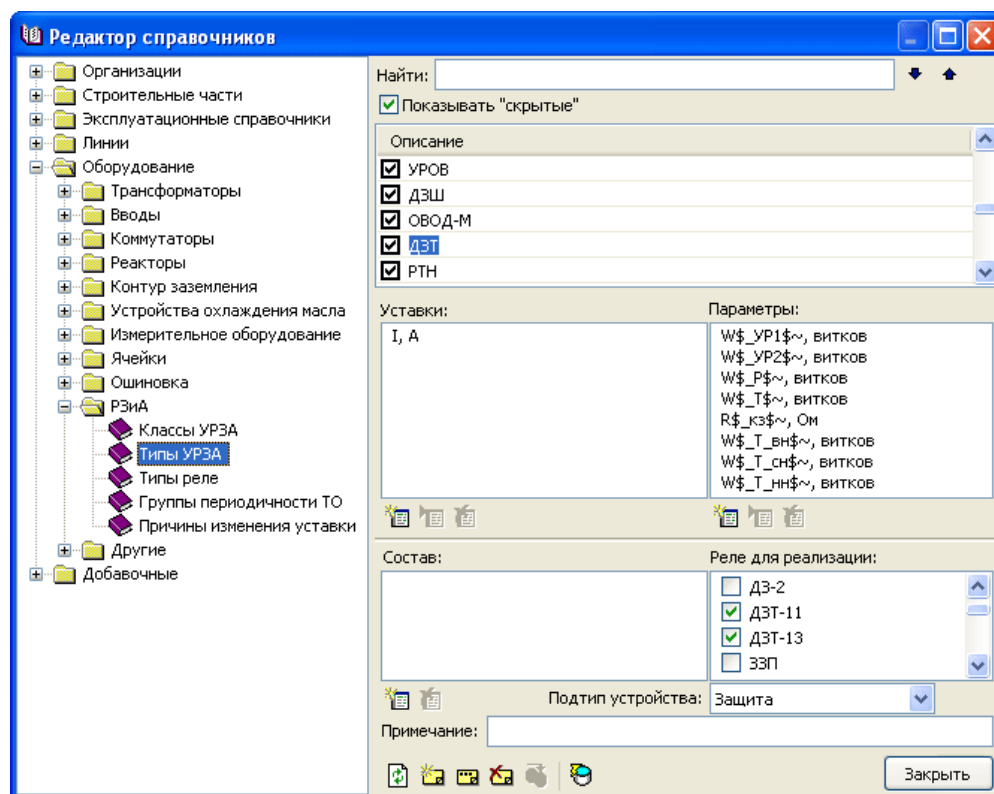 Редактор справочников
Организации
Строительные части
Эксплуатационные справочники
Линии
Оборудование
Трансформаторы
Вводы
Коммутаторы
Реакторы
Контур заземления
Устройства охлаждения масла
Измерительное оборудование
Ячейки
Ошиновка
РЗиА
Классы УРЗА
Типы УРЗА
Типы реле
Группы периодичности ТО
Причины изменения уставки
Другие
Добавочные
Найти:
Показывать "скрытые"
Описание
УРОВ
ДЗШ
ОВОД-М
ДЗТ
РТН
Уставки:
I, А
Параметры:
W$_УР1$~, витков
W$_УР2$~, витков
W$_Р$~, витков
W$_Т$~, витков
R$_кз$~, Ом
W$_Т_вн$~, витков
W$_Т_сн$~, витков
W$_Т_нн$~, витков
Состав:
Реле для реализации:
ДЗ-2
ДЗТ-11
ДЗТ-13
ЗЗП
Подтип устройства: Защита
Примечание:
Закрыть